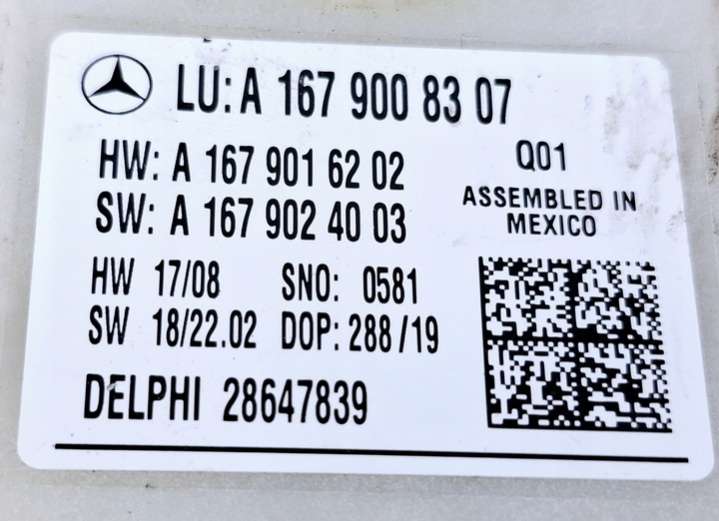 LU: A 167 900 83 07
HW: A 167 901 62 02
SW: A 167 902 40 03
Q01
ASSEMBLED IN
MEXICO
HW 17/08 SNO: 0581
SW 18/22.02 DOP: 288/19
DELPHI 28647839